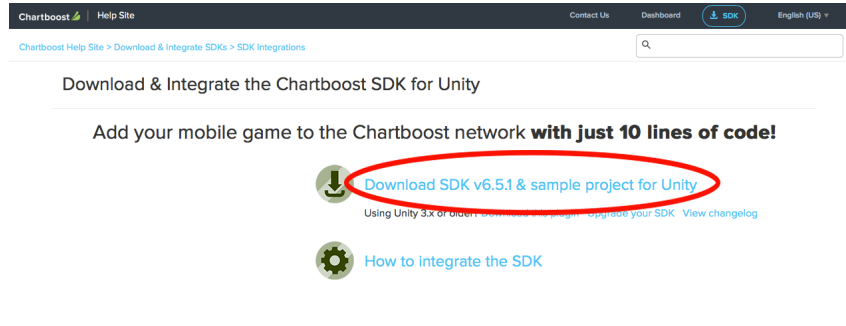 Chartboost Help Site Contact Us Dashboard SDK English (US)
Chartboost Help Site > Download & Integrate SDKs > SDK Integrations
Download & Integrate the Chartboost SDK for Unity
Add your mobile game to the Chartboost network with just 10 lines of code!
Download SDK v6.5.1 & sample project for Unity
Using Unity 3.x or older? Download this plugin Upgrade your SDK View changelog
How to integrate the SDK